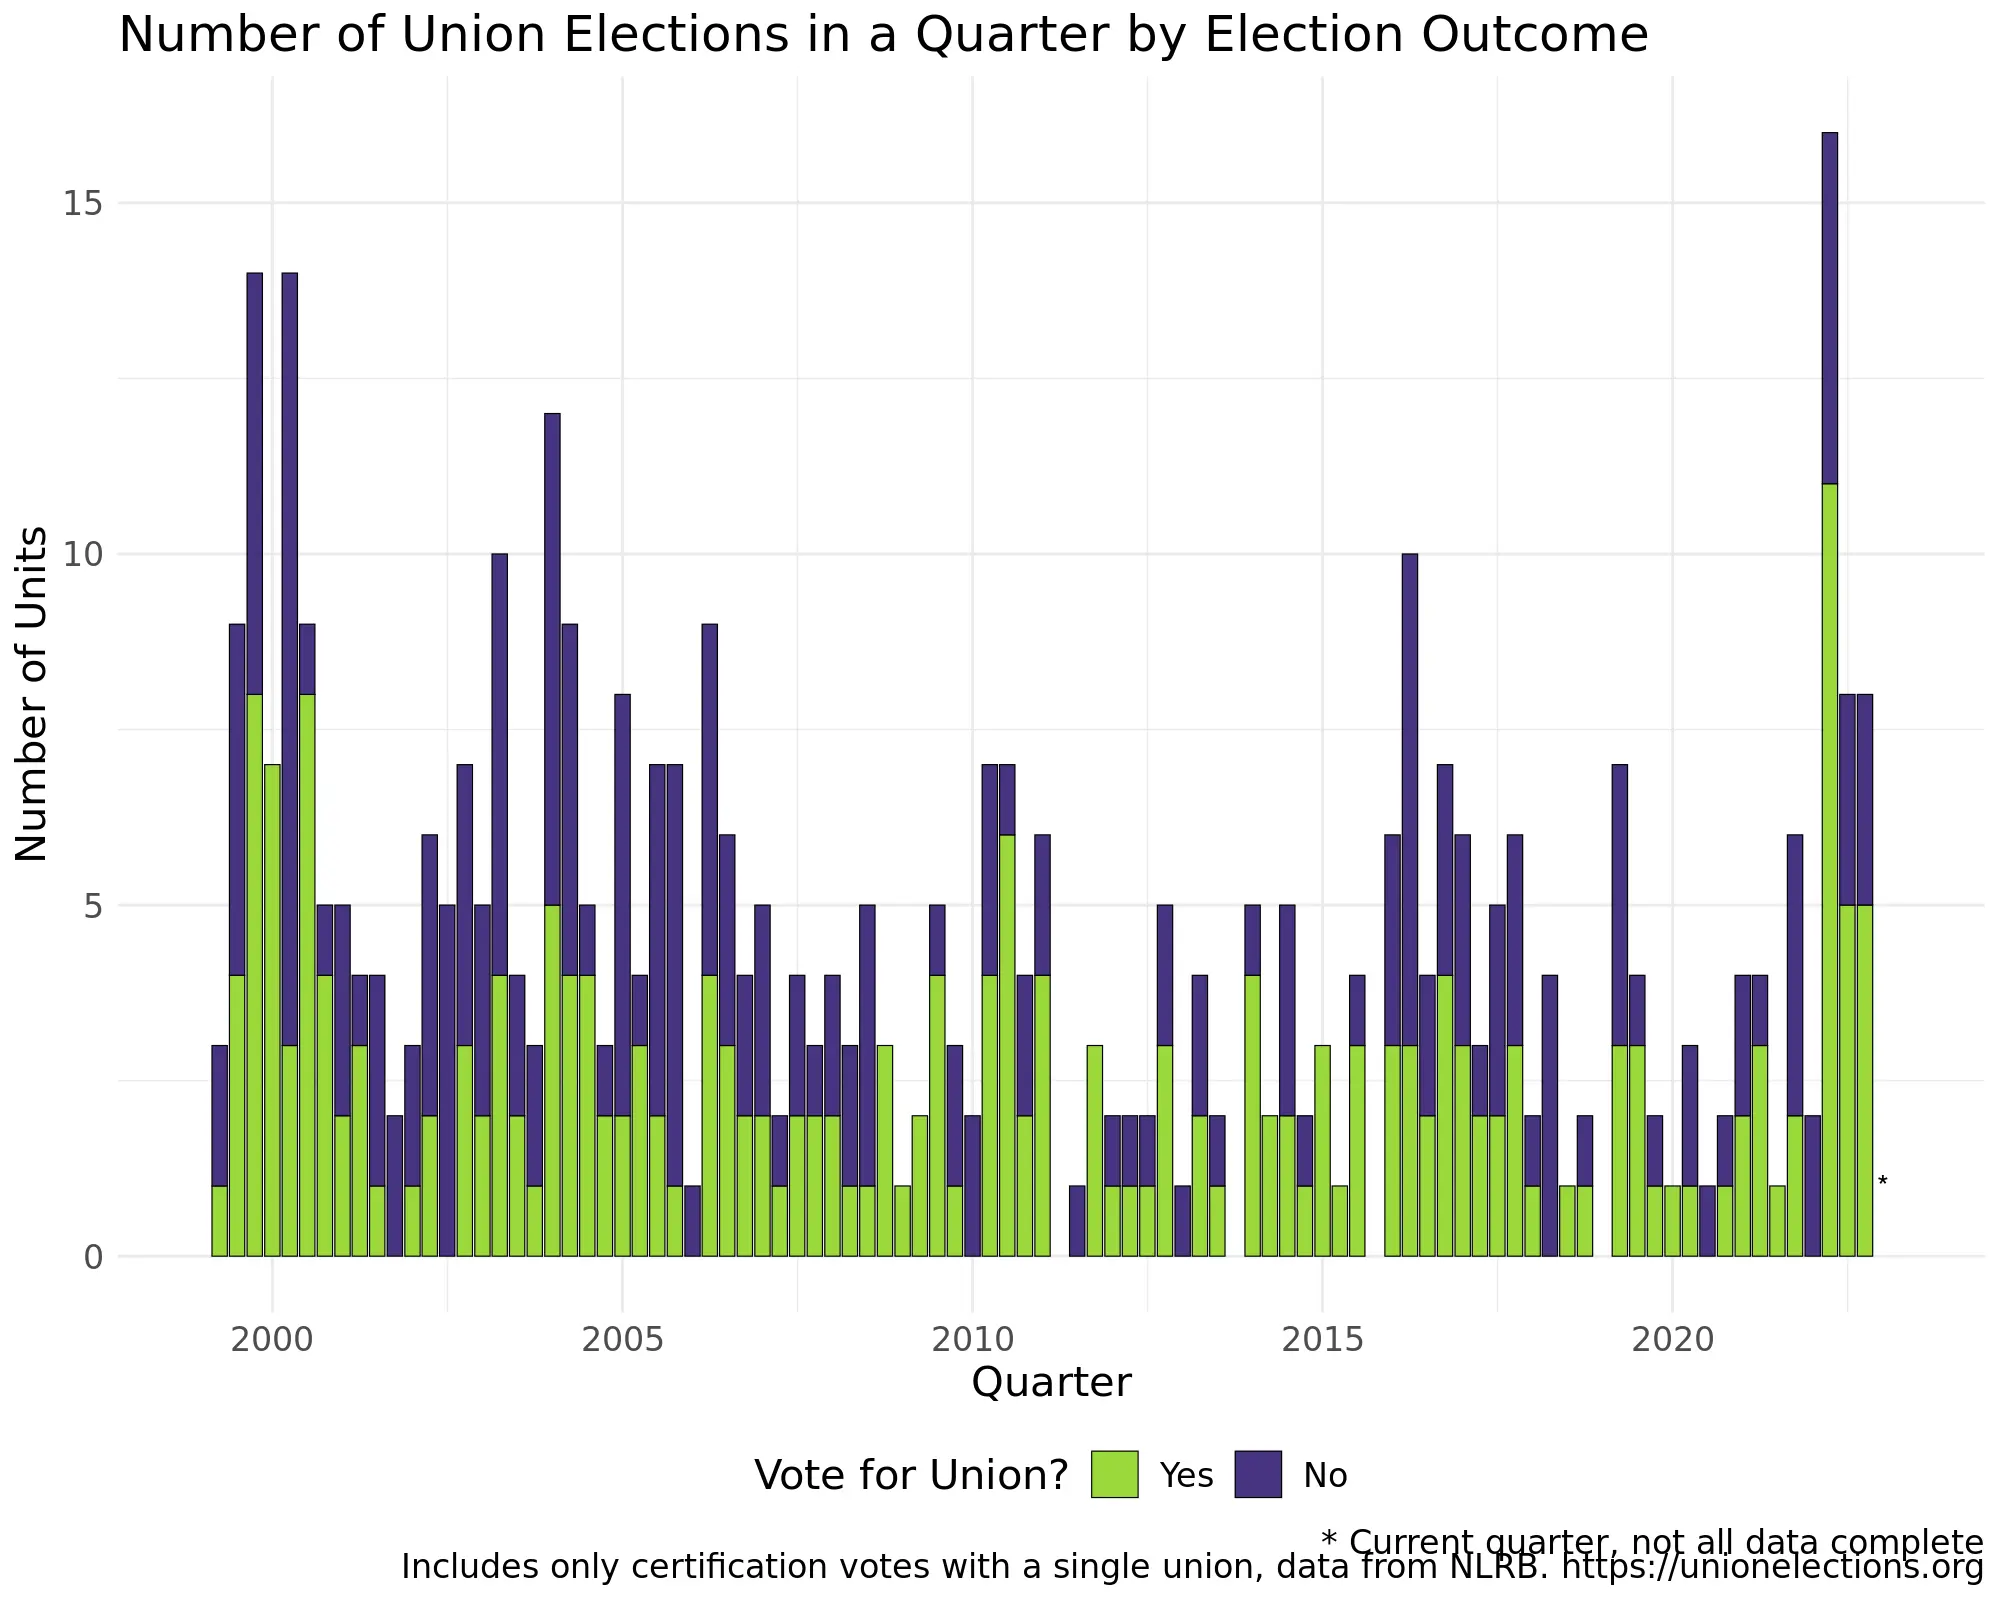 Number of Union Elections in a Quarter by Election Outcome
Number of Units
15
10
5
0
*
2000 2005 2010 2015 2020
Quarter
Vote for Union? Yes No
* Current quarter, not all data complete
Includes only certification votes with a single union, data from NLRB. https://unionelections.org